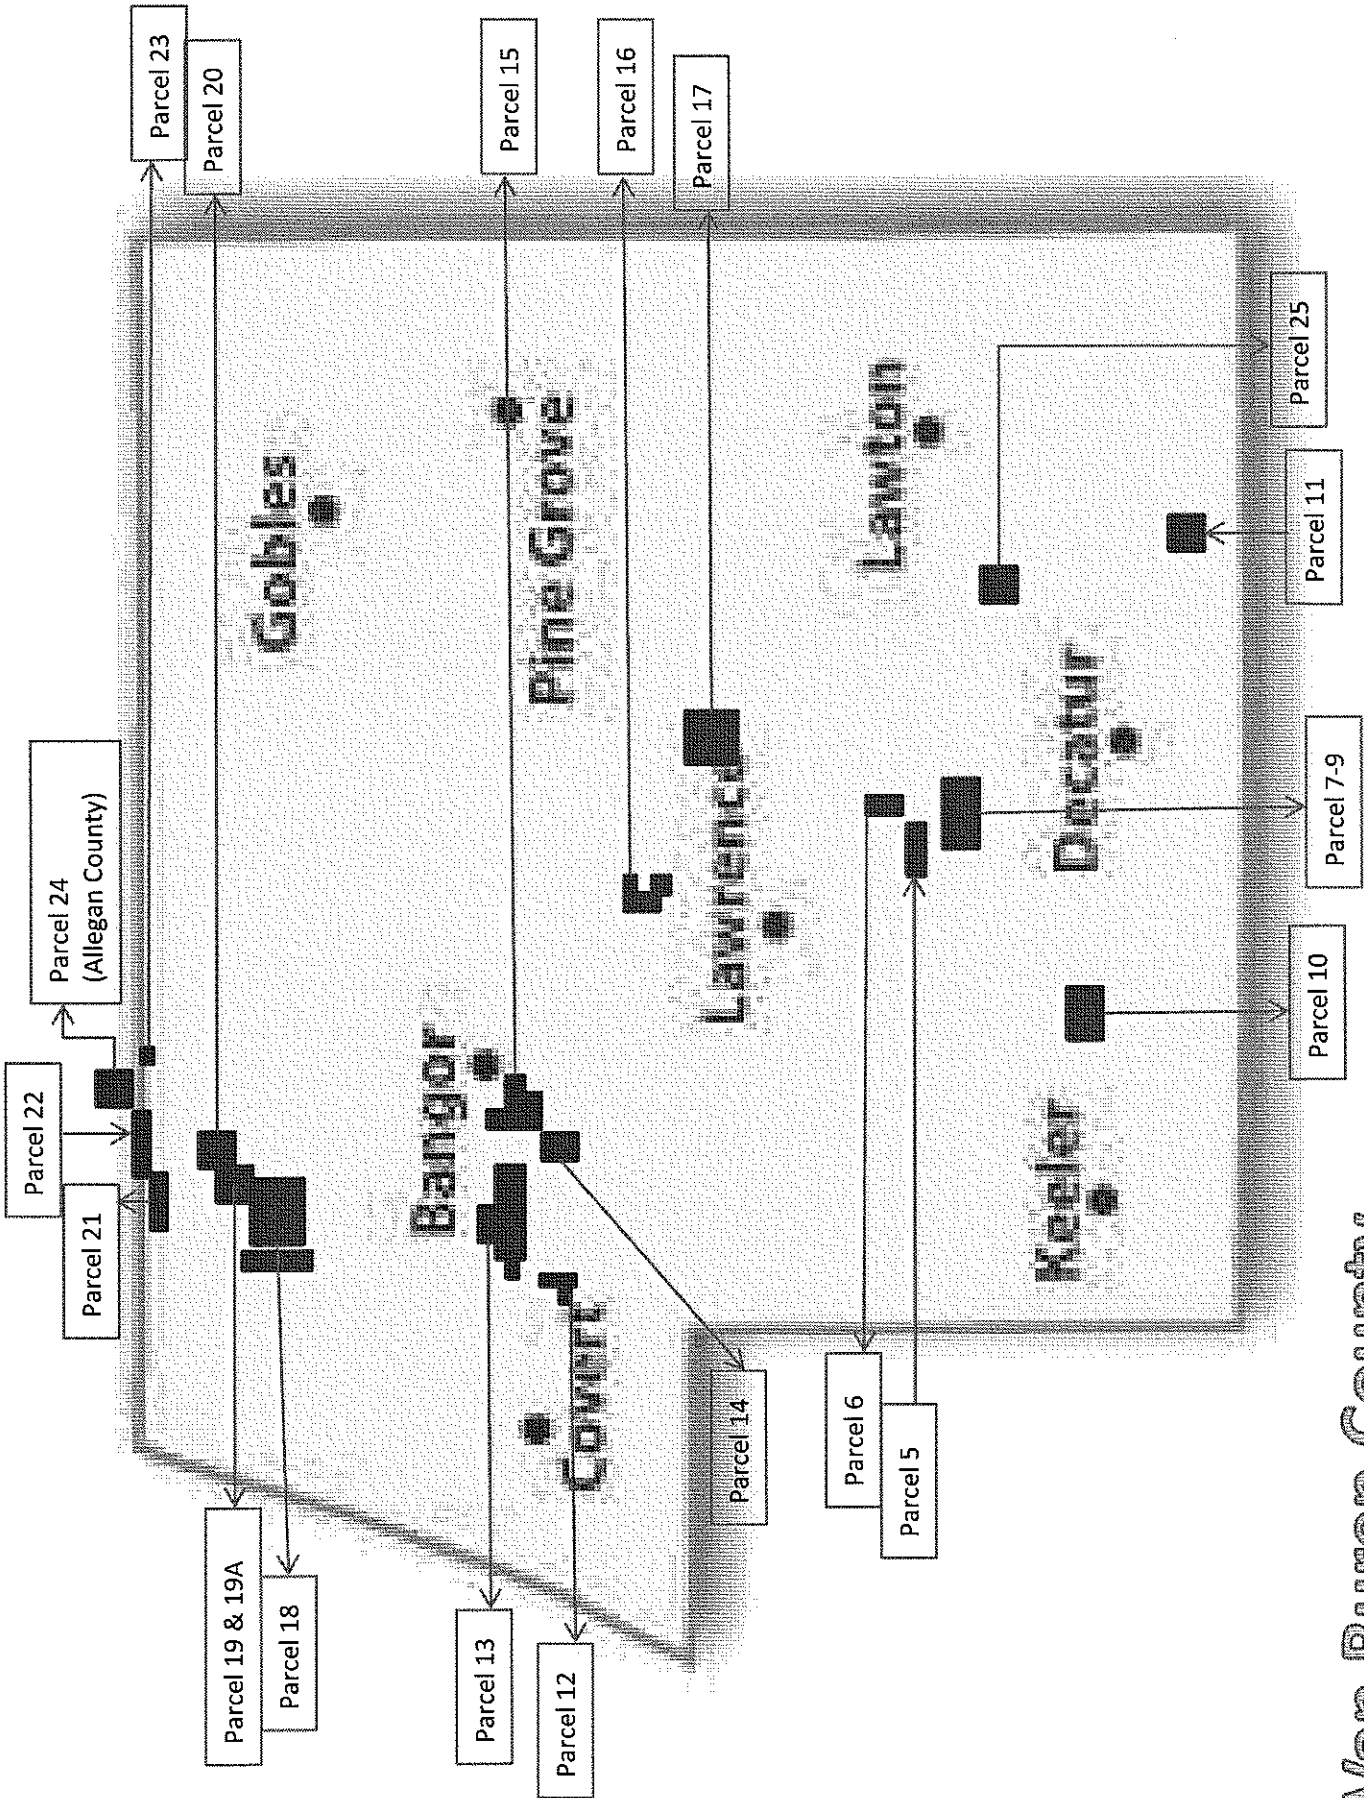 Parcel 22
Parcel 24
(Allegan County)
Parcel 21
Parcel 23
Parcel 20
Parcel 19 & 19A
Gobles
Parcel 18
Bangor
Parcel 13
Parcel 15
Pine Grove
Parcel 12
Covert
Parcel 16
Parcel 17
Lawrence
Parcel 14
Parcel 6
Lawton
Parcel 5
Keeler
Decatur
Parcel 25
Parcel 10
Parcel 11
Parcel 7-9
Van Buren County